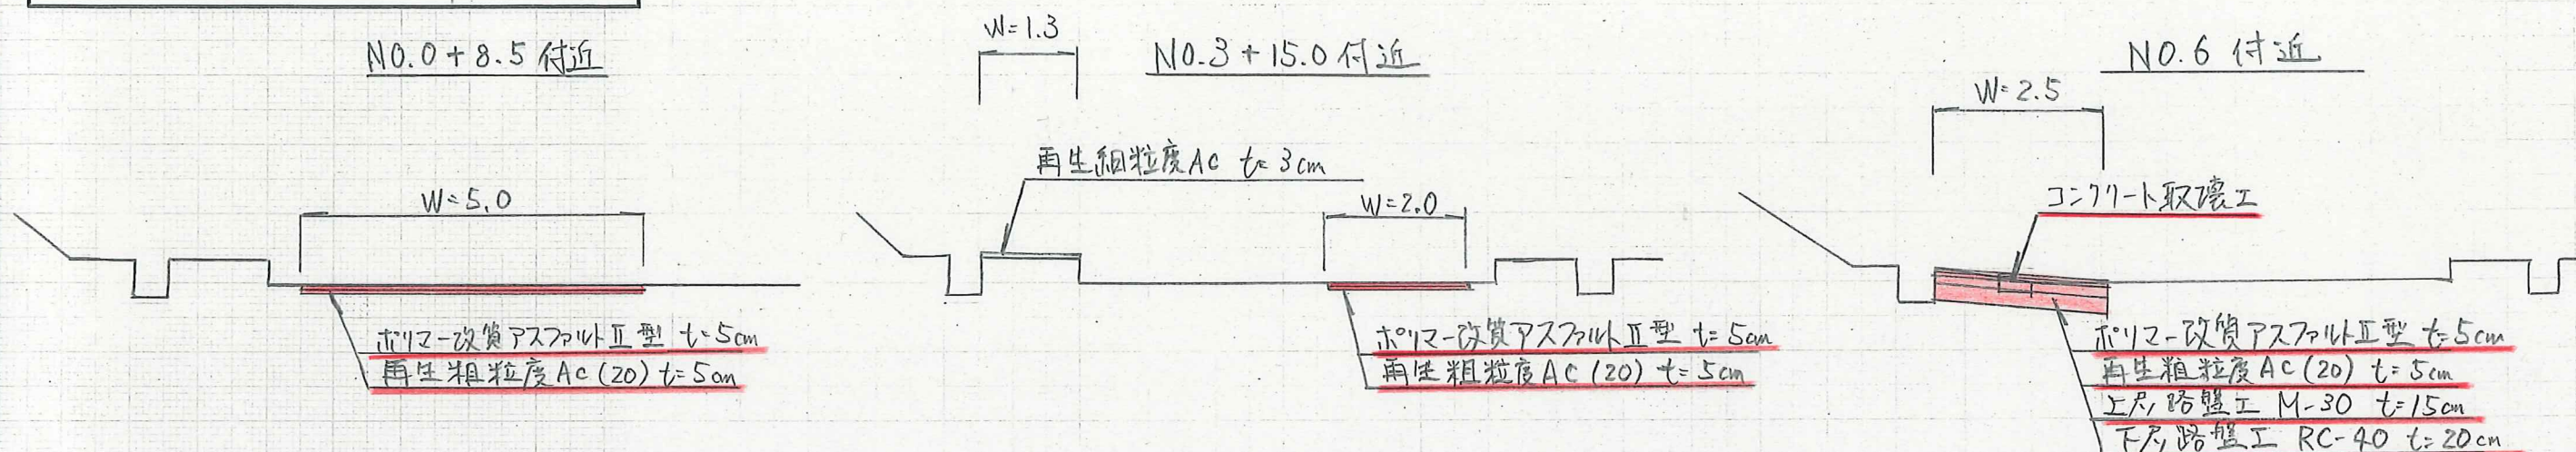 NO.0+8.5付近
W=5.0
ポリマー改質アスファルトⅡ型 t=5cm
再生粗粒度AC(20) t=5cm
W=1.3
NO.3+15.0付近
再生細粒度AC t=3cm
W=2.0
ポリマー改質アスファルトⅡ型 t=5cm
再生粗粒度AC(20) t=5cm
NO.6 付近
W=2.5
コンクリート取壊工
ポリマー改質アスファルトⅡ型 t=5cm
再生粗粒度AC(20) t=5cm
上層路盤工 M-30 t=15cm
下層路盤工 RC-40 t=20cm